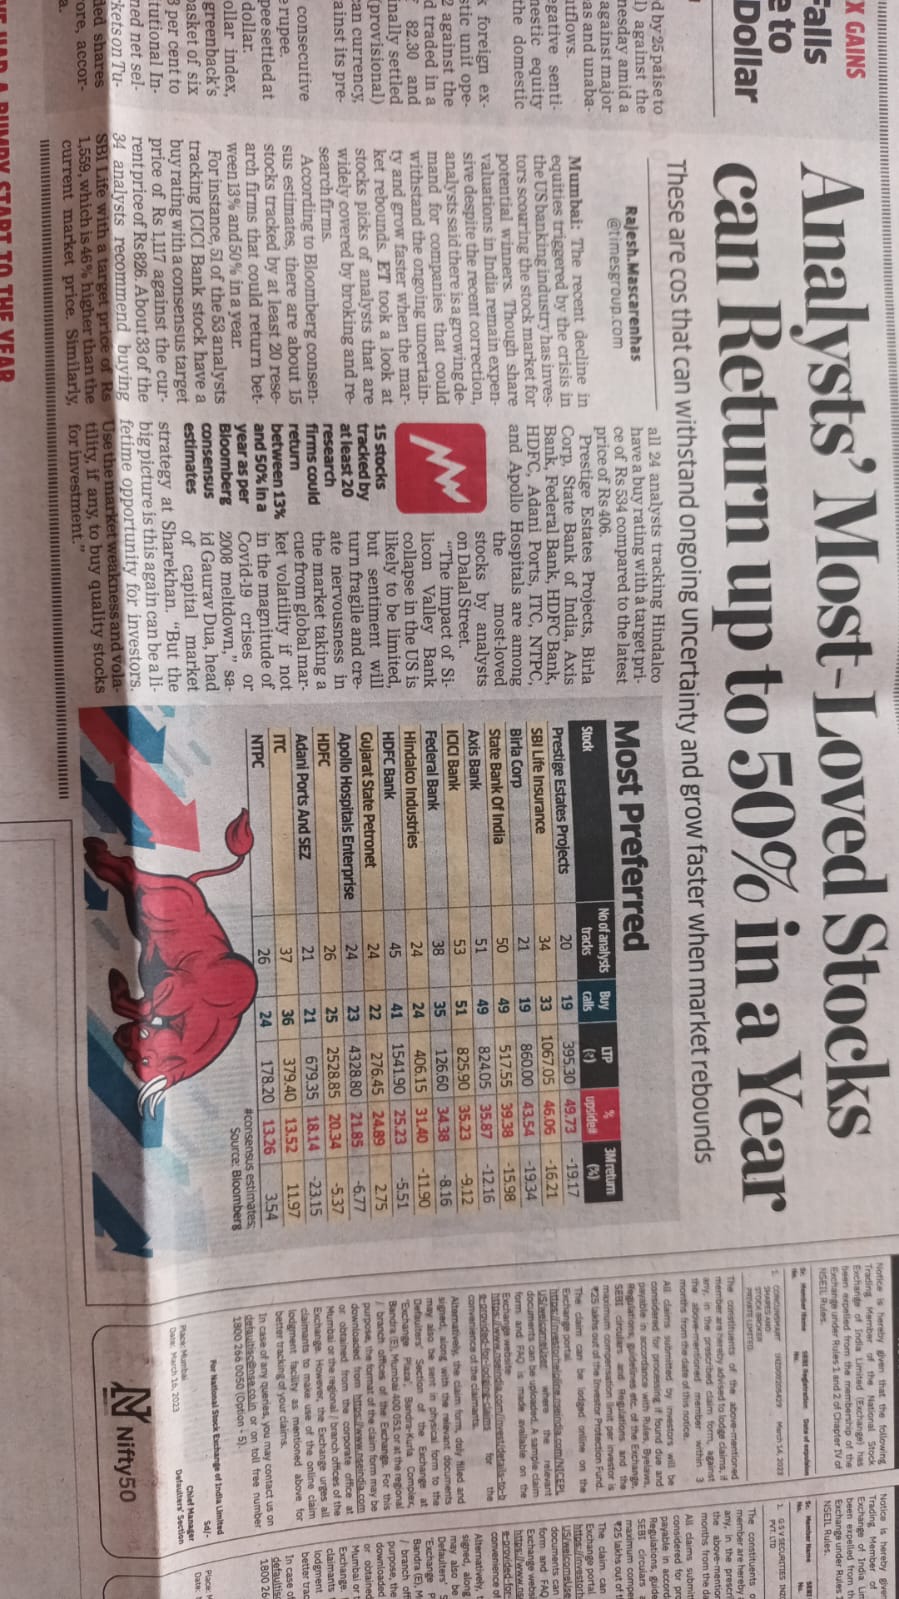 X GAINS
Falls
e to
Dollar
d by 25 paise to
l) against the
nesday amid a
against major
eas and unaba-
utflows.
egative senti-
nestic equity
the domestic
k foreign ex-
stic unit ope-
2 against the
d traded in a
82.30 and
inally settled
(provisional)
an currency,
ainst its pre-
consecutive
e rupee.
pee settled at
dollar.
ollar index,
greenback's
asket of six
3 per cent to
itutional In-
ned net sel-
rkets on Tu-
ded shares
ore, accor-
a.
Analysts' Most-Loved Stocks
can Return up to 50% in a Year
These are cos that can withstand ongoing uncertainty and grow faster when market rebounds
Rajesh.Mascarenhas
@timesgroup.com
Mumbai: The recent decline in
equities triggered by the crisis in
the US banking industry has inves-
tors scouring the stock market for
potential winners. Though share
valuations in India remain expen-
sive despite the recent correction,
analysts said there is a growing de-
mand for companies that could
withstand the ongoing uncertain-
ty and grow faster when the mar-
ket rebounds. ET took a look at
stocks picks of analysts that are
widely covered by broking and re-
search firms.
According to Bloomberg consen-
sus estimates, there are about 15
stocks tracked by at least 20 rese-
arch firms that could return bet-
ween 13% and 50% in a year.
For instance, 51 of the 53 analysts
tracking ICICI Bank stock have a
buy rating with a consensus target
price of Rs 1,117 against the cur-
rent price of Rs 826. About 33 of the
34 analysts recommend buying
SBI Life with a target price of Rs
1,559, which is 46% higher than the
current market price. Similarly,
all 24 analysts tracking Hindalco
have a buy rating with a target pri-
ce of Rs 534 compared to the latest
price of Rs 406.
Prestige Estates Projects, Birla
Corp, State Bank of India, Axis
Bank, Federal Bank, HDFC Bank,
HDFC, Adani Ports, ITC, NTPC,
and Apollo Hospitals are among
the most-loved
stocks by analysts
on Dalal Street.
"The impact of Si-
licon Valley Bank
collapse in the US is
likely to be limited,
but sentiment will
turn fragile and cre-
ate nervousness in
the market taking a
cue from global mar-
ket volatility if not
in the magnitude of
Covid-19 crises or
2008 meltdown," sa-
id Gaurav Dua, head
of capital market
strategy at Sharekhan. "But the
big picture is this again can be a li-
fetime opportunity for investors.
Use the market weakness and vola-
tility, if any, to buy quality stocks
for investment."
15 stocks
tracked by
at least 20
research
firms could
return
between 13%
and 50% in a
year as per
Bloomberg
consensus
estimates
Most Preferred
Stock No of analysts tracks Buy calls LTP (₹) % upside# 3M return (%)
Prestige Estates Projects 20 19 395.30 49.73 -19.17
SBI Life Insurance 34 33 1067.05 46.06 -16.21
Birla Corp 21 19 860.00 43.54 -19.34
State Bank Of India 50 49 517.55 39.38 -15.98
Axis Bank 51 49 824.05 35.87 -12.16
ICICI Bank 53 51 825.90 35.23 -9.12
Federal Bank 38 35 126.60 34.38 -8.16
Hindalco Industries 24 24 406.15 31.40 -11.90
HDFC Bank 45 41 1541.90 25.23 -5.51
Gujarat State Petronet 24 22 276.45 24.89 2.75
Apollo Hospitals Enterprise 24 23 4328.80 21.85 -6.77
HDFC 26 25 2528.85 20.34 -5.37
Adani Ports And SEZ 21 21 679.35 18.14 -23.15
ITC 37 36 379.40 13.52 11.97
NTPC 26 24 178.20 13.26 3.54
#consensus estimates;
Source: Bloomberg
Notice is hereby given that the following
Trading Member of the National Stock
Exchange of India Limited (Exchange) has
been expelled from the membership of the
Exchange under Rules 1 and 2 of Chapter IV of
NSEIL Rules.
Sr. No. Member Name SEBI Registration No. Date of expulsion
1. SHARES AND STOCK BROKER PRIVATE LIMITED March 14, 2023
The constituents of the above-mentioned
member are hereby advised to lodge claims, if
any, in the prescribed claim form, against
the above-mentioned member within 3
months from the date of this notice.
All claims submitted by investors will be
considered for processing if found due and
payable in accordance with Rules, Byelaws,
Regulations, guidelines etc. of the Exchange,
SEBI circulars and Regulations and the
maximum compensation limit per investor is
₹25 lakhs out of the Investor Protection Fund.
The claim can be lodged online on the
Exchange portal
https://investorhelpline.nseindia.com/NICEPL
US/welcomeUser where the relevant
documents can be uploaded. A sample claim
form and FAQ is made available on the
Exchange website
https://www.nseindia.com/invest/details-to-b
e-provided-for-lodging-claims for the
convenience of the claimants.
Alternatively, the claim form, duly filled and
signed, along with the relevant documents
may also be sent in physical form to the
Defaulters' Section of the Exchange at
'Exchange Plaza', Bandra-Kurla Complex,
Bandra (E), Mumbai 400 051 or at the regional
/ branch offices of the Exchange. For this
purpose, the format of the claim form may be
downloaded from https://www.nseindia.com
or obtained from the corporate office at
Mumbai or the regional / branch offices of the
Exchange. However, the Exchange urges all
claimants to make use of the online claim
lodgment facility as mentioned above for
better tracking of your claims.
In case of any queries, you may contact us on
defaultisc@nse.co.in or on toll free number
1800 266 0050 (Option - 5).
For National Stock Exchange of India Limited
Sd/-
Chief Manager
Defaulters' Section
Place: Mumbai
Date: March 16, 2023
Nifty50
Notice is hereby given
Trading Member of
Exchange of India Lim
been expelled from th
Exchange under Rules 1
NSEIL Rules.
Sr. No. Member Name SEBI No.
1. G S V SECURITIES PVT. LTD INZ0
The constituents o
member are hereby a
any, in the prescri
the above-mention
months from the da
All claims submitt
considered for pro
payable in accord
Regulations, guide
SEBI circulars a
maximum compe
₹25 lakhs out of t
The claim can
Exchange portal
https://investorh
US/welcomeUse
documents can b
form and FAQ
Exchange websi
https://www.ns
e-provided-for-
convenience of
Alternatively, t
signed, along
may also be
Defaulters' S
'Exchange P
Bandra (E), M
/ branch offi
purpose, the
downloaded
or obtained
Mumbai or t
Exchange.
claimants
lodgment
better trac
In case of
defaultisc
1800 26
Place: M
Date:
VE HAD A BUMPY START TO THE YEAR